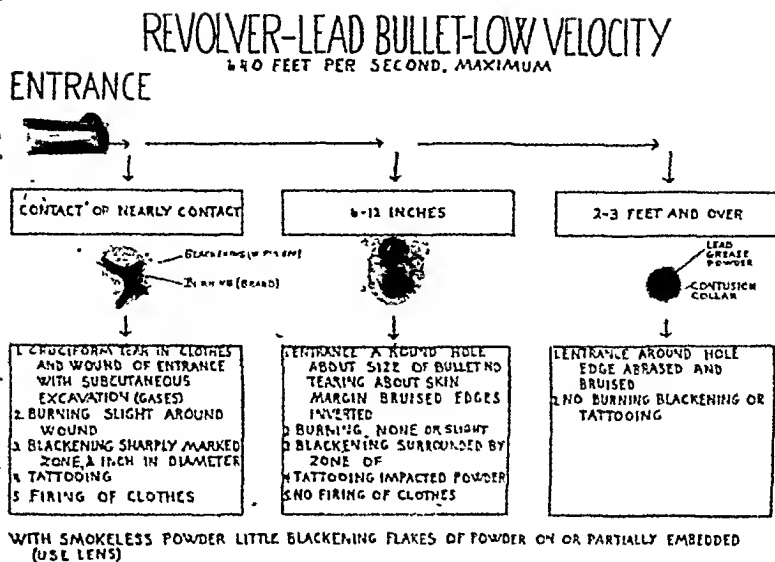 REVOLVER-LEAD BULLET-LOW VELOCITY
FEET PER SECOND, MAXIMUM
ENTRANCE
CONTACT OR NEARLY CONTACT
6-12 INCHES
2-3 FEET AND OVER
BLACKENING
(BRAND)
LEAD
GREASE
POWDER
CONTUSION
COLLAR
1. CRUCIFORM TEAR IN CLOTHES
AND WOUND OF ENTRANCE
WITH SUBCUTANEOUS
EXCAVATION (GASES)
2. BURNING SLIGHT AROUND
WOUND
3 BLACKENING SHARPLY MARKED
ZONE, INCH IN DIAMETER
4 TATTOOING
5 FIRING OF CLOTHES
1 ENTRANCE A ROUND HOLE
ABOUT SIZE OF BULLET NO
TEARING ABOUT SKIN
MARGIN BRUISED EDGES
INVERTED
2 BURNING, NONE OR SLIGHT
3 BLACKENING SURROUNDED BY
ZONE OF
4 TATTOOING IMPACTED POWDER
5 NO FIRING OF CLOTHES
1 ENTRANCE AROUND HOLE
EDGE ABRASED AND
BRUISED
2 NO BURNING BLACKENING OR
TATTOOING
WITH SMOKELESS POWDER LITTLE BLACKENING FLAKES OF POWDER ON OR PARTIALLY EMBEDDED
(USE LENS)